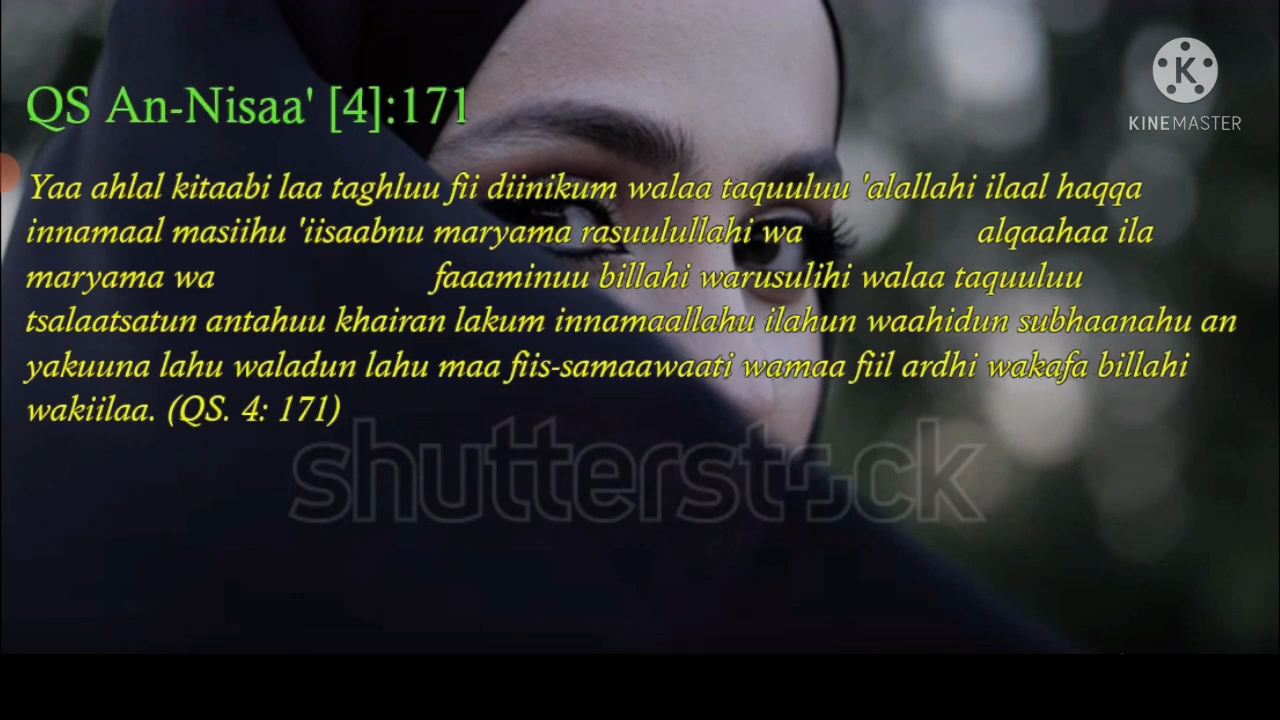 QS An-Nisaa' [4]:171
KINEMASTER
Yaa ahlal kitaabi laa taghluu fii diinikum walaa taquuluu 'alallahi ilaal haqqa
innamaal masiihu 'iisaabnu maryama rasuulullahi wa alqaahaa ila
maryama wa faaaminuu billahi warusulihi walaa taquuluu
tsalaatsatun antahuu khairan lakum innamaallahu ilahun waahidun subhaanahu an
yakuuna lahu waladun lahu maa fiis-samaawaati wamaa fiil ardhi wakafa billahi
wakiilaa. (QS. 4: 171)
shutterstock